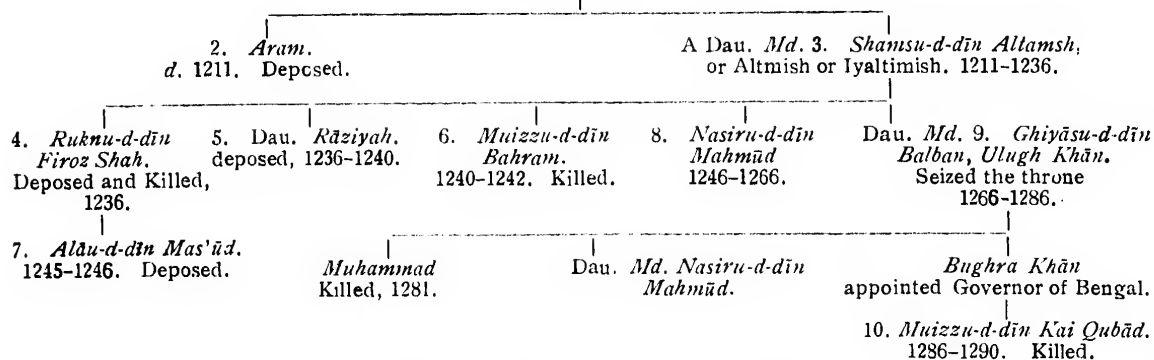 2. Aram.
d. 1211. Deposed.
A Dau. Md. 3. Shamsu-d-dīn Altamsh,
or Altmish or Iyaltimish. 1211-1236.
4. Ruknu-d-dīn
Firoz Shah.
Deposed and Killed,
1236.
5. Dau. Rāziyah.
deposed, 1236-1240.
6. Muizzu-d-dīn
Bahram.
1240-1242. Killed.
8. Nasiru-d-dīn
Mahmūd
1246-1266.
Dau. Md. 9. Ghiyāsu-d-dīn
Balban, Ulugh Khān.
Seized the throne
1266-1286.
7. Alāu-d-dīn Mas'ūd.
1245-1246. Deposed.
Muhammad
Killed, 1281.
Dau. Md. Nasiru-d-dīn
Mahmūd.
Bughra Khān
appointed Governor of Bengal.
10. Muizzu-d-dīn Kai Qubād.
1286-1290. Killed.